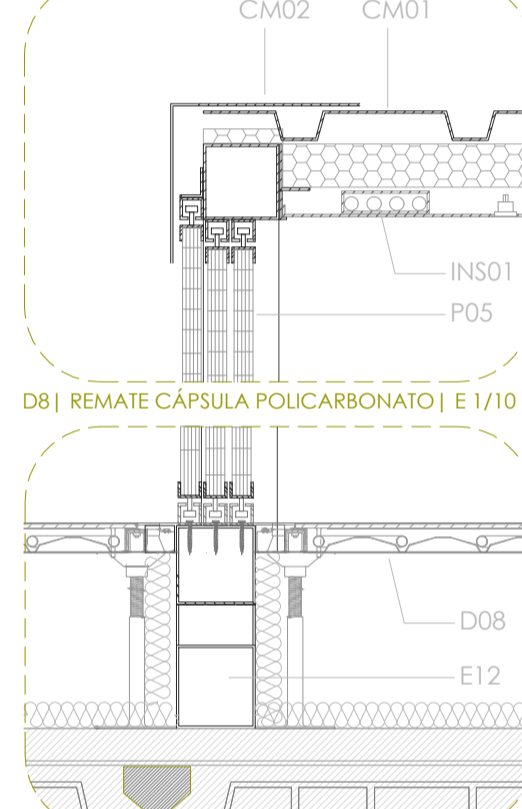 CM02 CM01
INS01
P05
D8| REMATE CÁPSULA POLICARBONATO| E 1/10
D08
E12